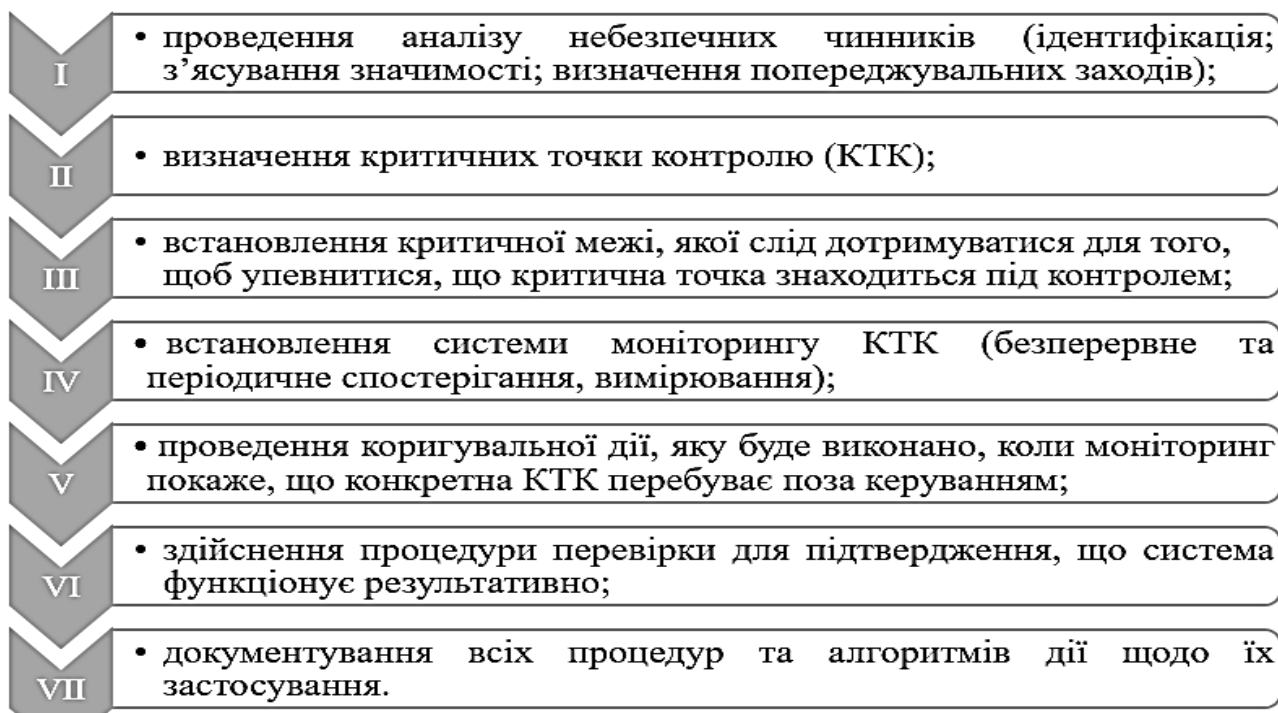 I
• проведення аналізу небезпечних чинників (ідентифікація;
з’ясування значимості; визначення попереджувальних заходів);
II
• визначення критичних точки контролю (КТК);
III
• встановлення критичної межі, якої слід дотримуватися для того,
щоб упевнитися, що критична точка знаходиться під контролем;
IV
• встановлення системи моніторингу КТК (безперервне та
періодичне спостерігання, вимірювання);
V
• проведення коригувальної дії, яку буде виконано, коли моніторинг
покаже, що конкретна КТК перебуває поза керуванням;
VI
• здійснення процедури перевірки для підтвердження, що система
функціонує результативно;
VII
• документування всіх процедур та алгоритмів дії щодо їх
застосування.